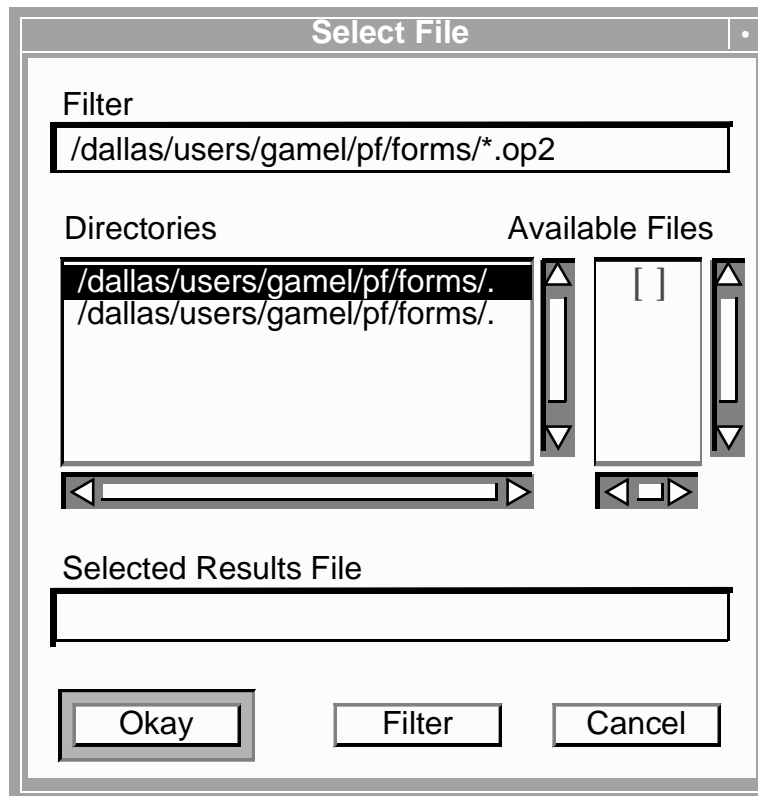 Select File
Filter
/dallas/users/gamel/pf/forms/*.op2
Directories
Available Files
/dallas/users/gamel/pf/forms/.
/dallas/users/gamel/pf/forms/.
[ ]
Selected Results File
Okay
Filter
Cancel